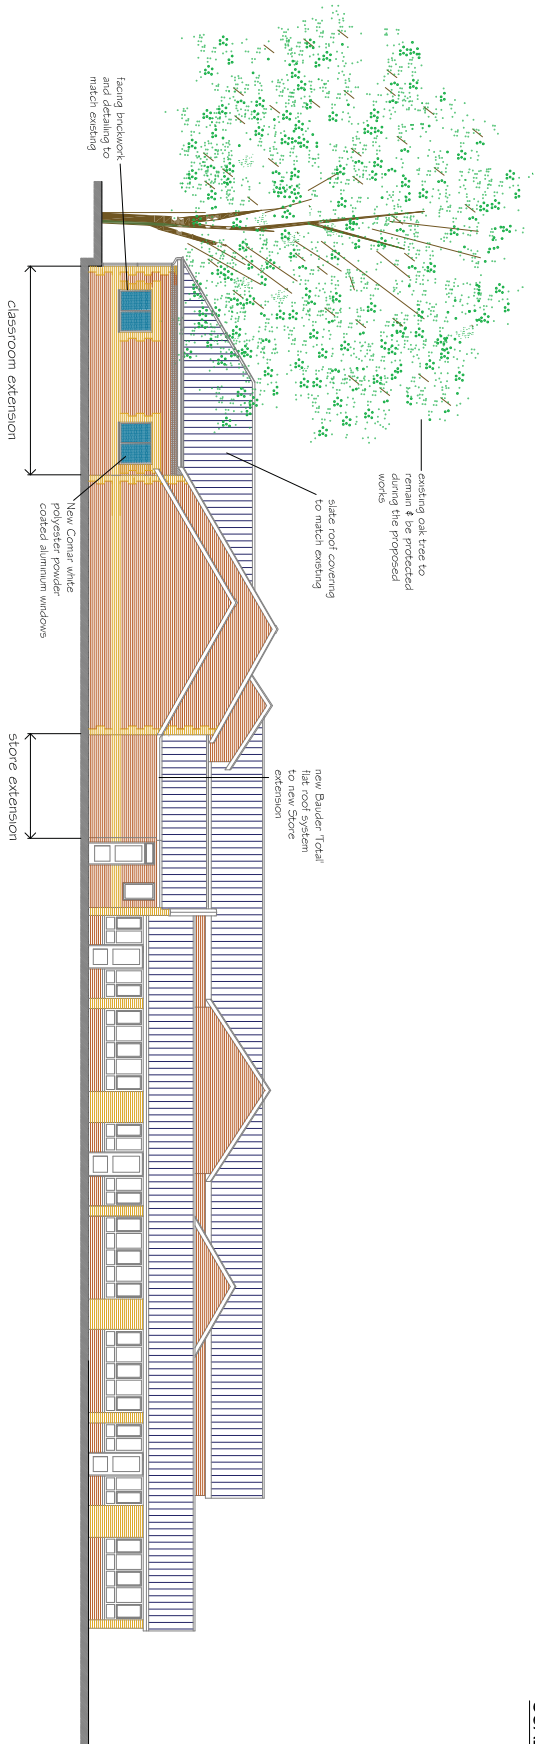 facing brickwork
and detailing to
match existing
classroom extension
existing oak tree to
remain & be protected
during the proposed
works
slate roof covering
to match existing
New Comar white
polyester powder
coated aluminium windows
store extension
new Bauder 'Total'
flat roof system
to new Store
extension